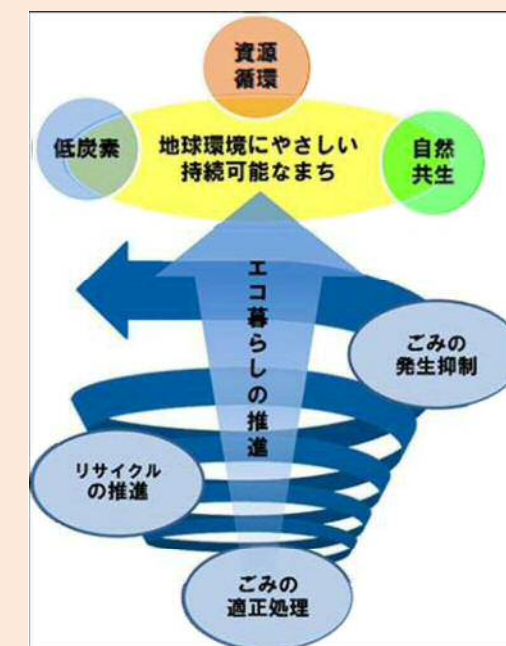 資源
循環
低炭素
地球環境にやさしい
持続可能なまち
自然
共生
エコ暮らしの推進
ごみの
発生抑制
リサイクル
の推進
ごみの
適正処理